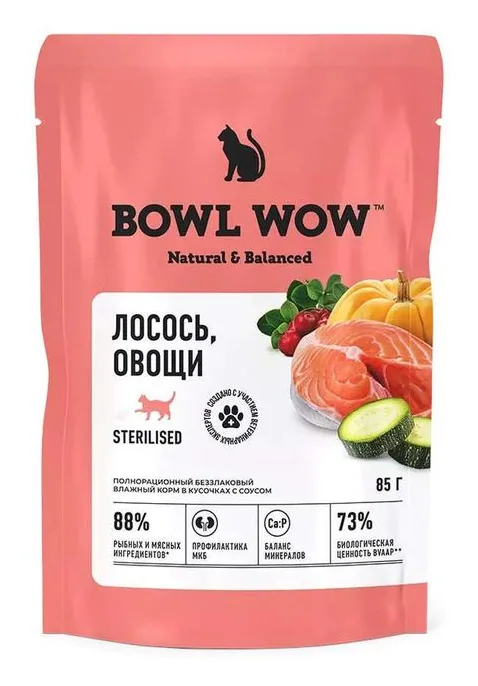 BOWL WOW™
Natural & Balanced
ЛОСОСЬ,
ОВОЩИ
STERILISED
СОЗДАНО С УЧАСТИЕМ ВЕТЕРИНАРНЫХ ЭКСПЕРТОВ
ПОЛНОРАЦИОННЫЙ БЕЗЗЛАКОВЫЙ
ВЛАЖНЫЙ КОРМ В КУСОЧКАХ С СОУСОМ
85 Г
88%
РЫБНЫХ И МЯСНЫХ
ИНГРЕДИЕНТОВ*
ПРОФИЛАКТИКА
МКБ
Ca:P
БАЛАНС
МИНЕРАЛОВ
73%
БИОЛОГИЧЕСКАЯ
ЦЕННОСТЬ BVAAP**